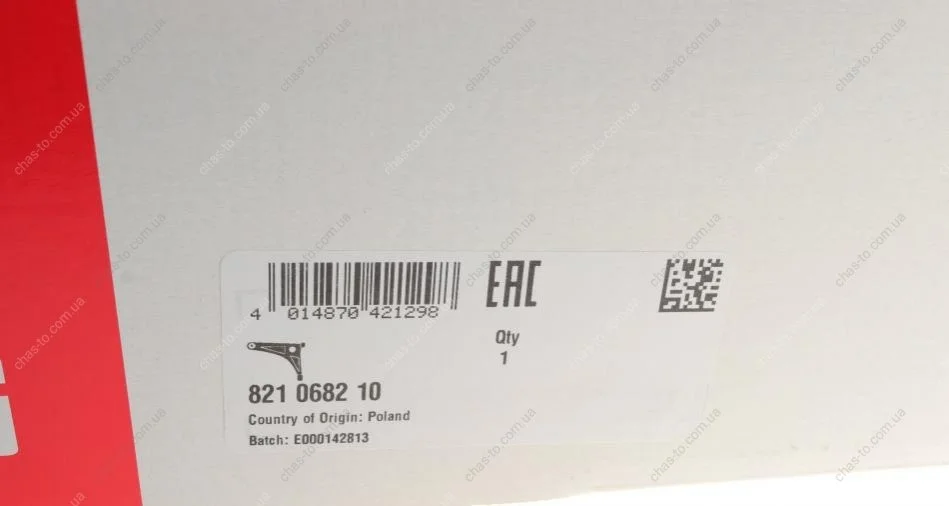 4 014870 421298
EAC
Qty
1
821 0682 10
Country of Origin: Poland
Batch: E000142813
chas-to.com.ua